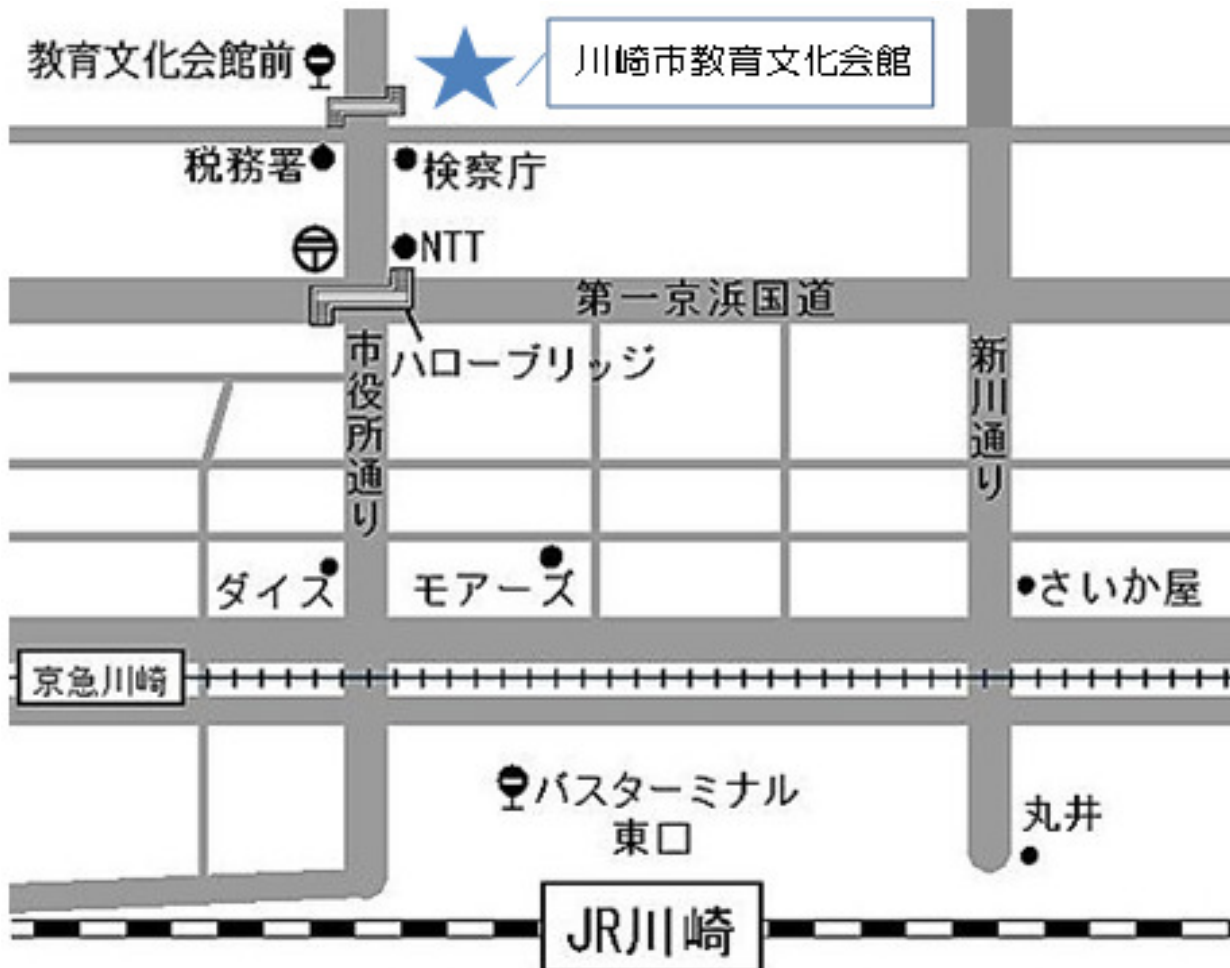 教育文化会館前
川崎市教育文化会館
税務署
検察庁
NTT
第一京浜国道
ハローブリッジ
市役所通り
新川通り
ダイス
モアーズ
さいか屋
京急川崎
バスターミナル
東口
丸井
JR川崎